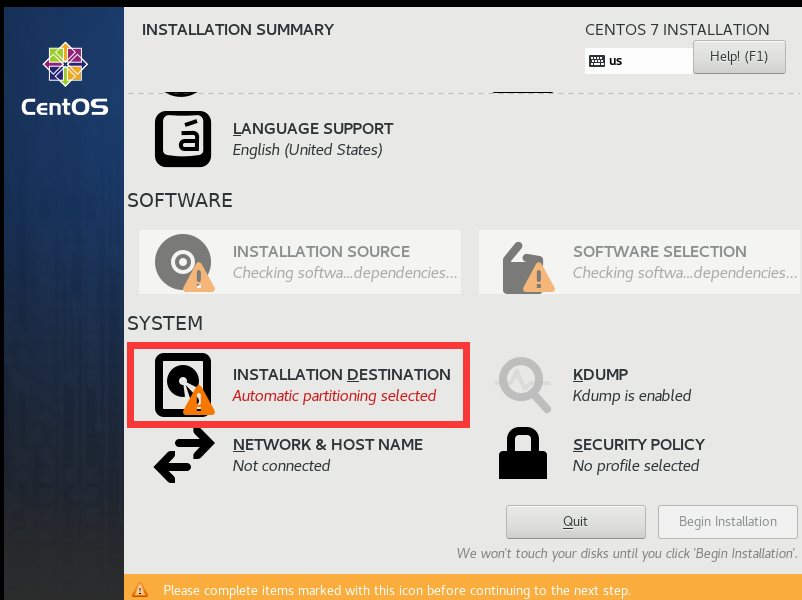 INSTALLATION SUMMARY
CENTOS 7 INSTALLATION
us
Help! (F1)
CentOS
á
LANGUAGE SUPPORT
English (United States)
SOFTWARE
INSTALLATION SOURCE
Checking softwa...dependencies...
SOFTWARE SELECTION
Checking softwa...dependencies...
SYSTEM
INSTALLATION DESTINATION
Automatic partitioning selected
KDUMP
Kdump is enabled
NETWORK & HOST NAME
Not connected
SECURITY POLICY
No profile selected
Quit
Begin Installation
We won't touch your disks until you click 'Begin Installation'.
Please complete items marked with this icon before continuing to the next step.